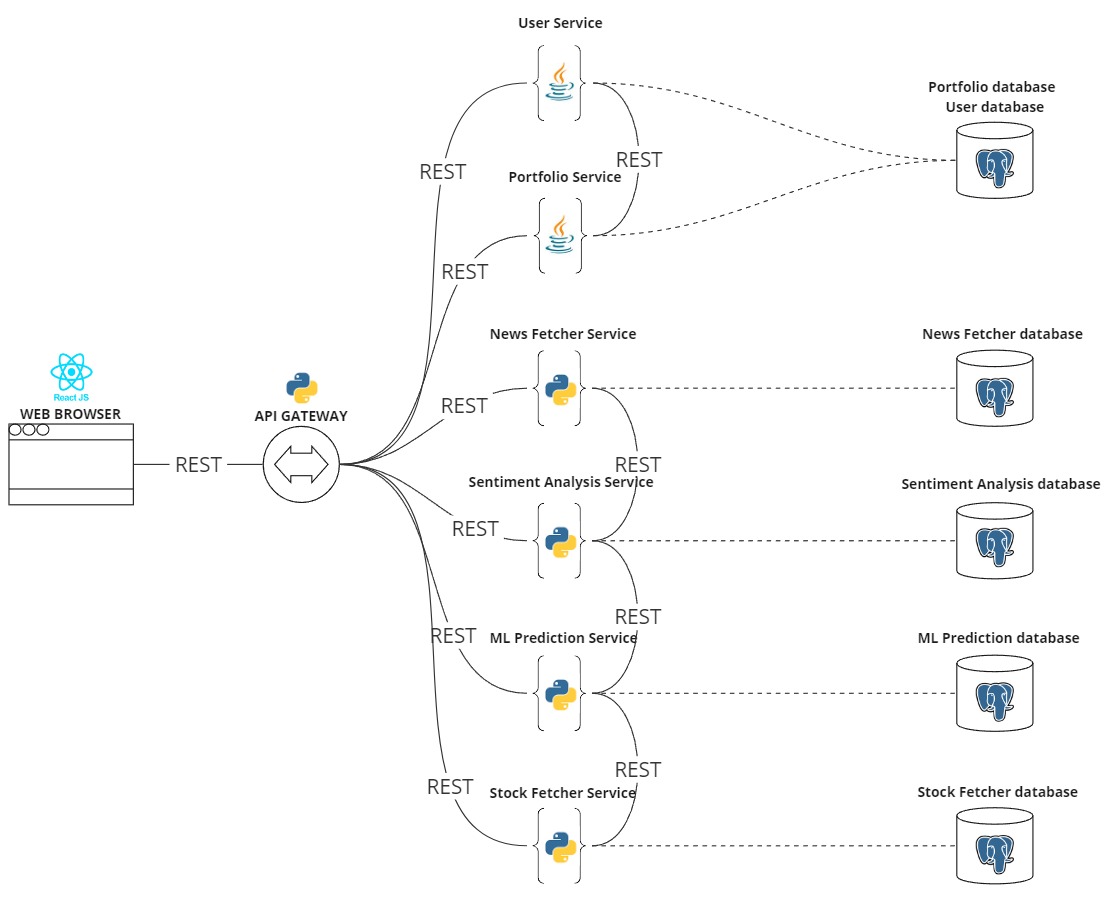 User Service
Portfolio database
User database
REST
REST
Portfolio Service
REST
News Fetcher Service
News Fetcher database
React JS
WEB BROWSER
API GATEWAY
REST
REST
REST
Sentiment Analysis Service
Sentiment Analysis database
REST
REST
REST
ML Prediction Service
ML Prediction database
REST
REST
Stock Fetcher Service
Stock Fetcher database